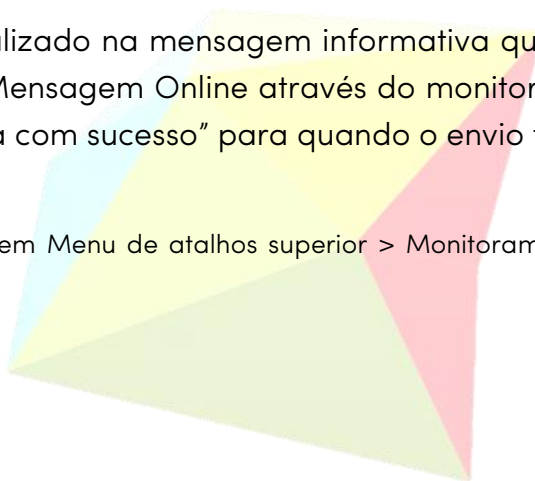 lizado na mensagem informativa qu
Mensagem Online através do monitor
a com sucesso” para quando o envio
em Menu de atalhos superior > Monitoram